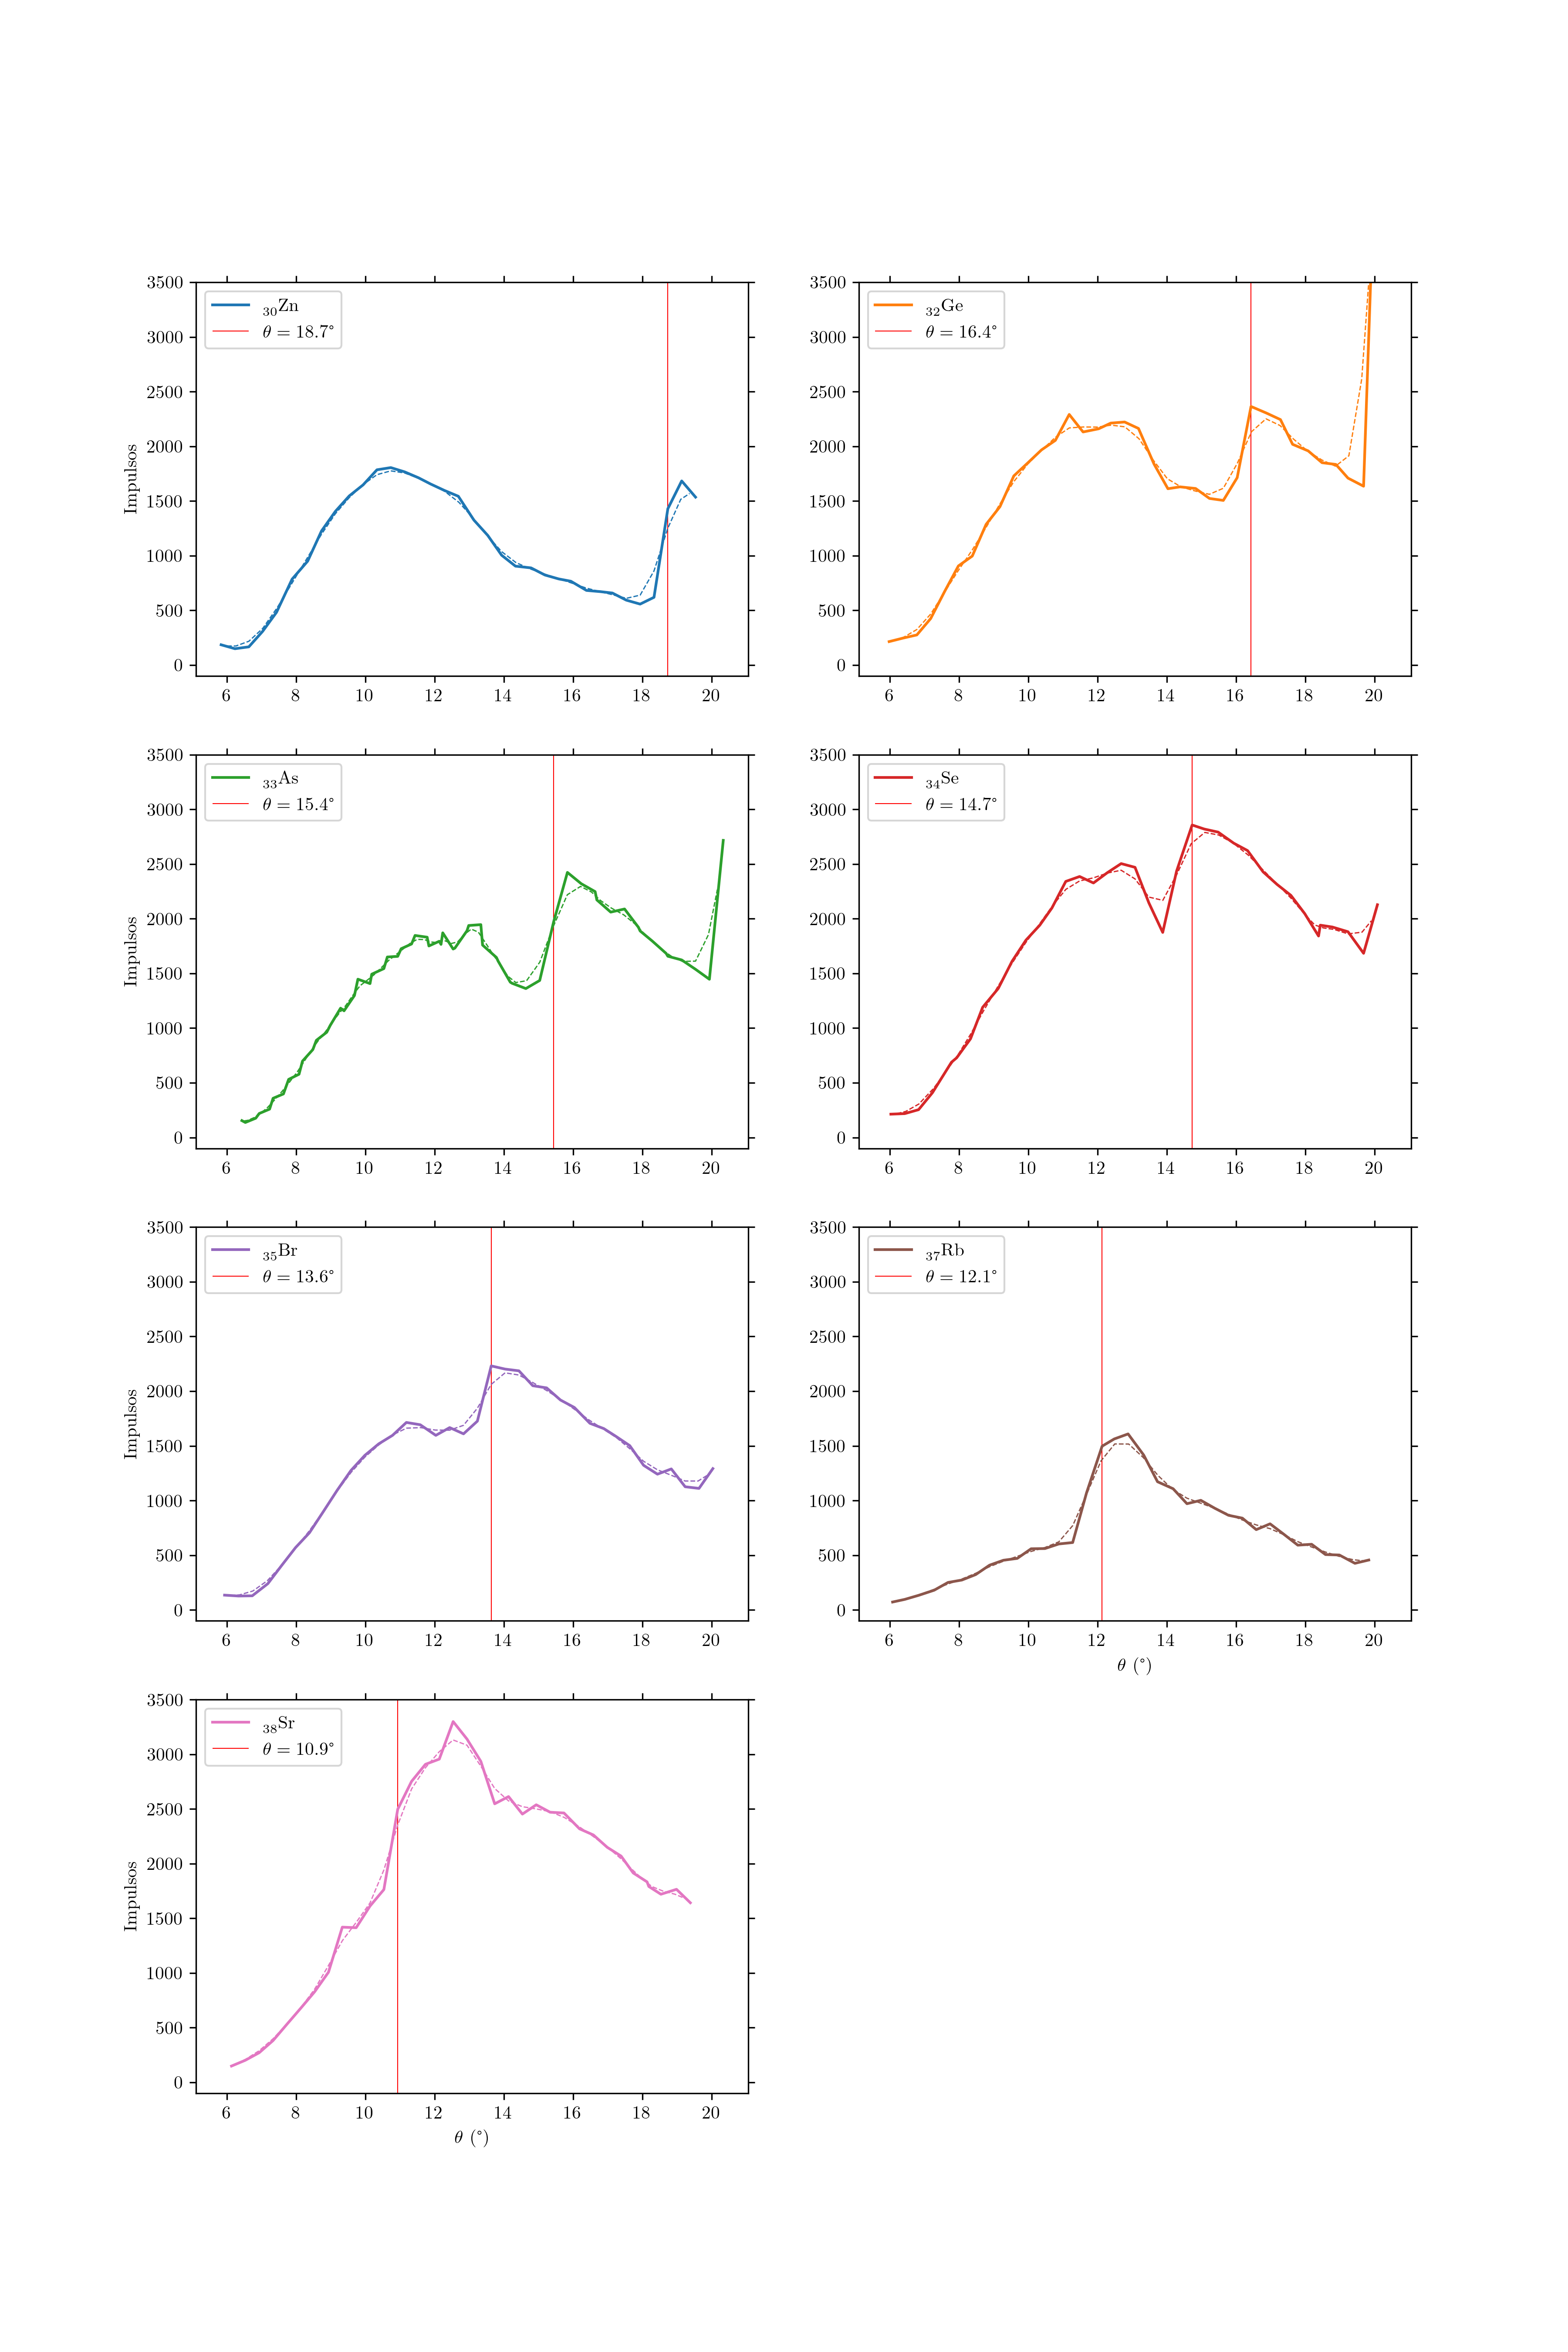 3500
3000
2500
2000
1500
1000
500
0
Impulsos
₃₀Zn
θ = 18.7°
6 8 10 12 14 16 18 20
3500
3000
2500
2000
1500
1000
500
0
₃₂Ge
θ = 16.4°
6 8 10 12 14 16 18 20
3500
3000
2500
2000
1500
1000
500
0
Impulsos
₃₃As
θ = 15.4°
6 8 10 12 14 16 18 20
3500
3000
2500
2000
1500
1000
500
0
₃₄Se
θ = 14.7°
6 8 10 12 14 16 18 20
3500
3000
2500
2000
1500
1000
500
0
Impulsos
₃₅Br
θ = 13.6°
6 8 10 12 14 16 18 20
3500
3000
2500
2000
1500
1000
500
0
₃₇Rb
θ = 12.1°
6 8 10 12 14 16 18 20
θ (°)
3500
3000
2500
2000
1500
1000
500
0
Impulsos
₃₈Sr
θ = 10.9°
6 8 10 12 14 16 18 20
θ (°)